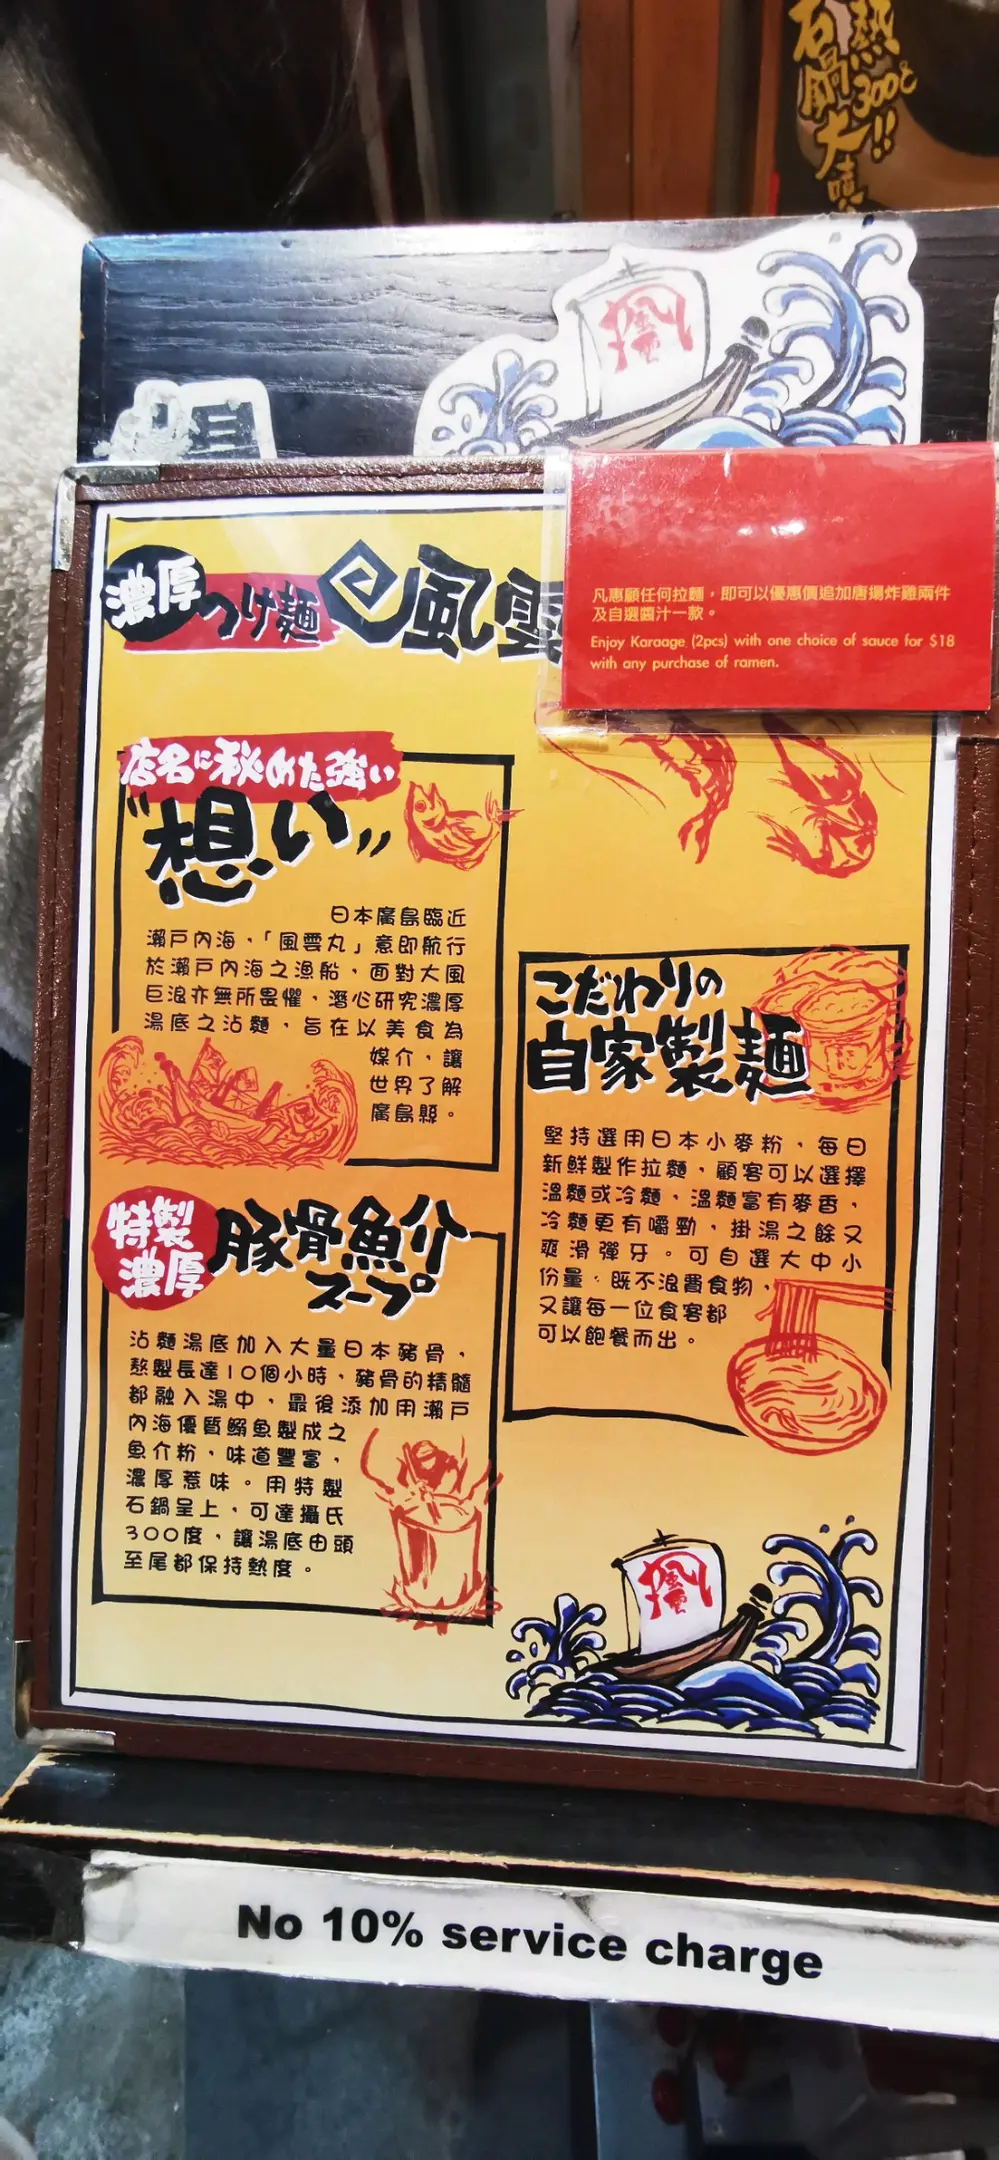 熱
300℃
!!
石鍋大噴
風雲
三
濃厚
つけ麺
風雲
凡惠顧任何拉麵，即可以優惠價追加唐揚炸雞兩件
及自選醬汁一款。
Enjoy Karaage (2pcs) with one choice of sauce for $18
with any purchase of ramen.
店名に秘めた強い
"想い"
日本廣島臨近
瀨戶內海，「風雲丸」意即航行
於瀨戶內海之漁船，面對大風
巨浪亦無所畏懼，潛心研究濃厚
湯底之沾麵，旨在以美食為
媒介，讓
世界了解
廣島縣。
特製
濃厚
豚骨魚介
スープ
沾麵湯底加入大量日本豬骨，
熬製長達10個小時，豬骨的精髓
都融入湯中，最後添加用瀨戶
內海優質鰯魚製成之
魚介粉，味道豐富，
濃厚惹味。用特製
石鍋呈上，可達攝氏
300度，讓湯底由頭
至尾都保持熱度。
こだわりの
自家製麺
堅持選用日本小麥粉，每日
新鮮製作拉麵，顧客可以選擇
溫麵或冷麵，溫麵富有麥香，
冷麵更有嚼勁，掛湯之餘又
爽滑彈牙。可自選大中小
份量，既不浪費食物，
又讓每一位食客都
可以飽餐而出。
風雲
No 10% service charge